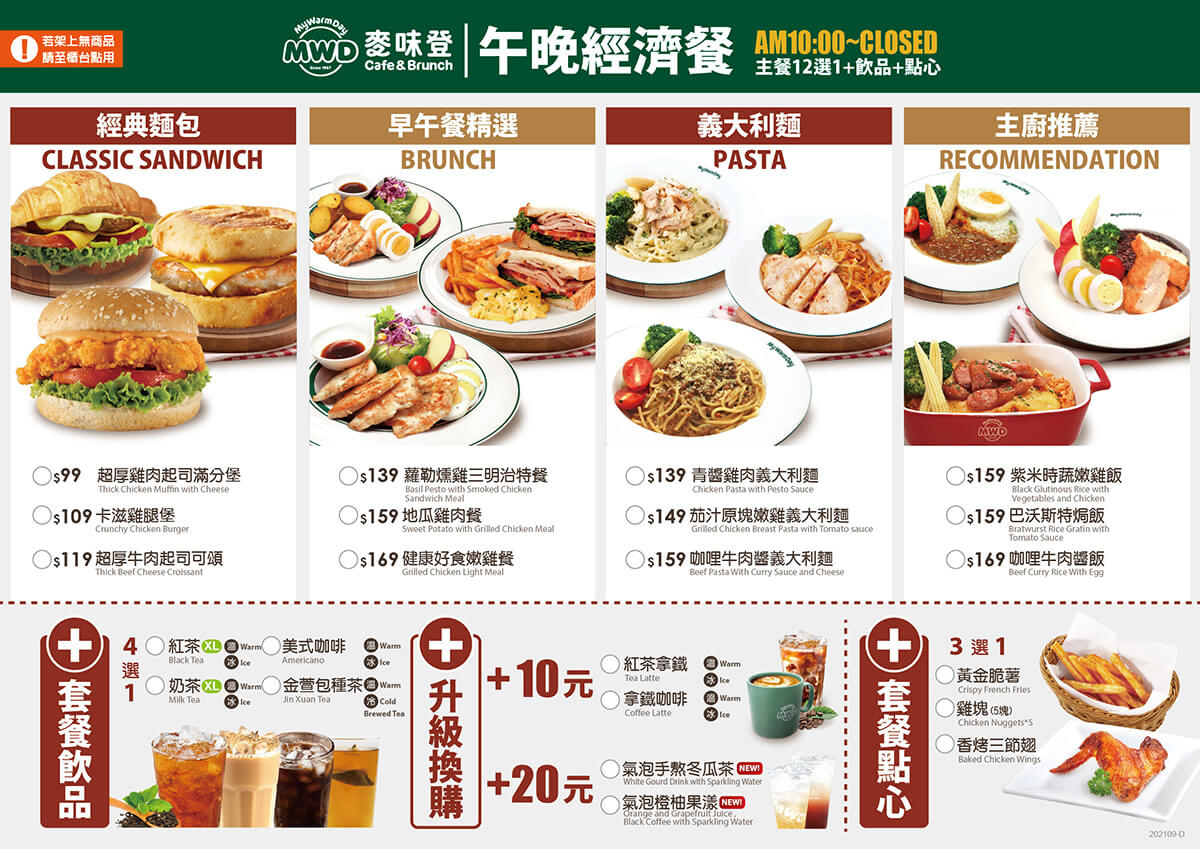 若架上無商品
請至櫃台點用
MyWarmDay
MWD
Since 1987
麥味登
Cafe & Brunch
午晚經濟餐
AM10:00~CLOSED
主餐12選1+飲品+點心
經典麵包
CLASSIC SANDWICH
$99 超厚雞肉起司滿分堡
Thick Chicken Muffin with Cheese
$109 卡滋雞腿堡
Crunchy Chicken Burger
$119 超厚牛肉起司可頌
Thick Beef Cheese Croissant
早午餐精選
BRUNCH
$139 蘿勒燻雞三明治特餐
Basil Pesto with Smoked Chicken
Sandwich Meal
$159 地瓜雞肉餐
Sweet Potato with Grilled Chicken Meal
$169 健康好食嫩雞餐
Grilled Chicken Light Meal
義大利麵
PASTA
$139 青醬雞肉義大利麵
Chicken Pasta with Pesto Sauce
$149 茄汁原塊嫩雞義大利麵
Grilled Chicken Breast Pasta with Tomato sauce
$159 咖哩牛肉醬義大利麵
Beef Pasta With Curry Sauce and Cheese
主廚推薦
RECOMMENDATION
MWD
$159 紫米時蔬嫩雞飯
Black Glutinous Rice with
Vegetables and Chicken
$159 巴沃斯特焗飯
Bratwurst Rice Gratin with
Tomato Sauce
$169 咖哩牛肉醬飯
Beef Curry Rice With Egg
+
套餐飲品
4選1
紅茶 XL 溫 Warm
Black Tea 冰 Ice
奶茶 XL 溫 Warm
Milk Tea 冰 Ice
美式咖啡 溫 Warm
Americano 冰 Ice
金萱包種茶 溫 Warm
Jin Xuan Tea 冷 Cold
Brewed Tea
+
升級換購
+10元
紅茶拿鐵 溫 Warm
Tea Latte 冰 Ice
拿鐵咖啡 溫 Warm
Coffee Latte 冰 Ice
MWD
+20元
氣泡手熬冬瓜茶 NEW!
White Gourd Drink with Sparkling Water
氣泡橙柚果漾 NEW!
Orange and Grapefruit Juice ,
Black Coffee with Sparkling Water
+
套餐點心
3選1
黃金脆薯
Crispy French Fries
雞塊(5塊)
Chicken Nuggets*5
香烤三節翅
Baked Chicken Wings
202109-D